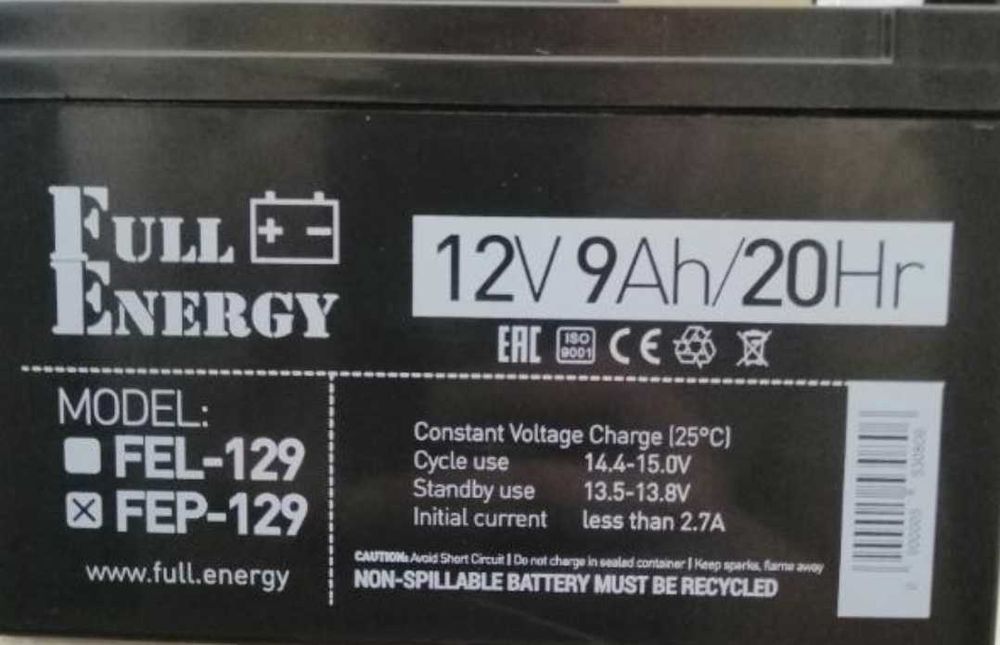 FULL
ENERGY
12V 9Ah/20Hr
EAC ISO 9001 CE
MODEL:
FEL-129
FEP-129
www.full.energy
Constant Voltage Charge (25°C)
Cycle use 14.4-15.0V
Standby use 13.5-13.8V
Initial current less than 2.7A
CAUTION: Avoid Short Circuit | Do not charge in sealed container | Keep sparks, flame away
NON-SPILLABLE BATTERY MUST BE RECYCLED